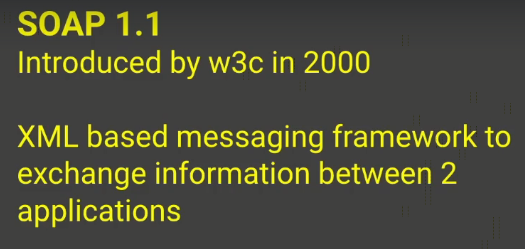 SOAP 1.1
Introduced by w3c in 2000
XML based messaging framework to
exchange information between 2
applications